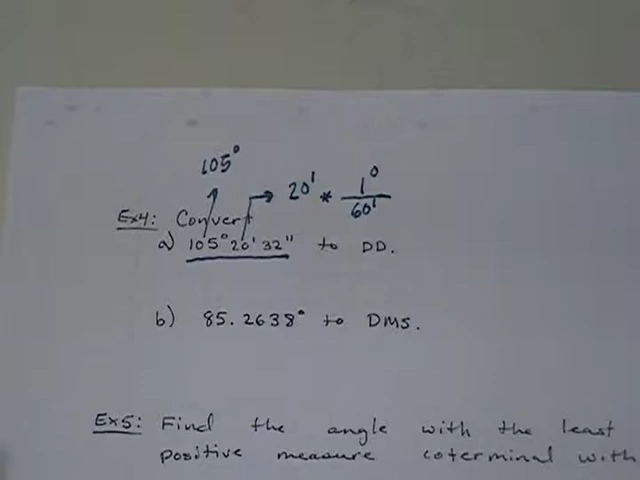 105°
20' * 1°/60'
Ex4: Convert
a) 105°20'32" to DD.
b) 85.2638° to DMS.
Ex5: Find the angle with the least
positive measure coterminal with